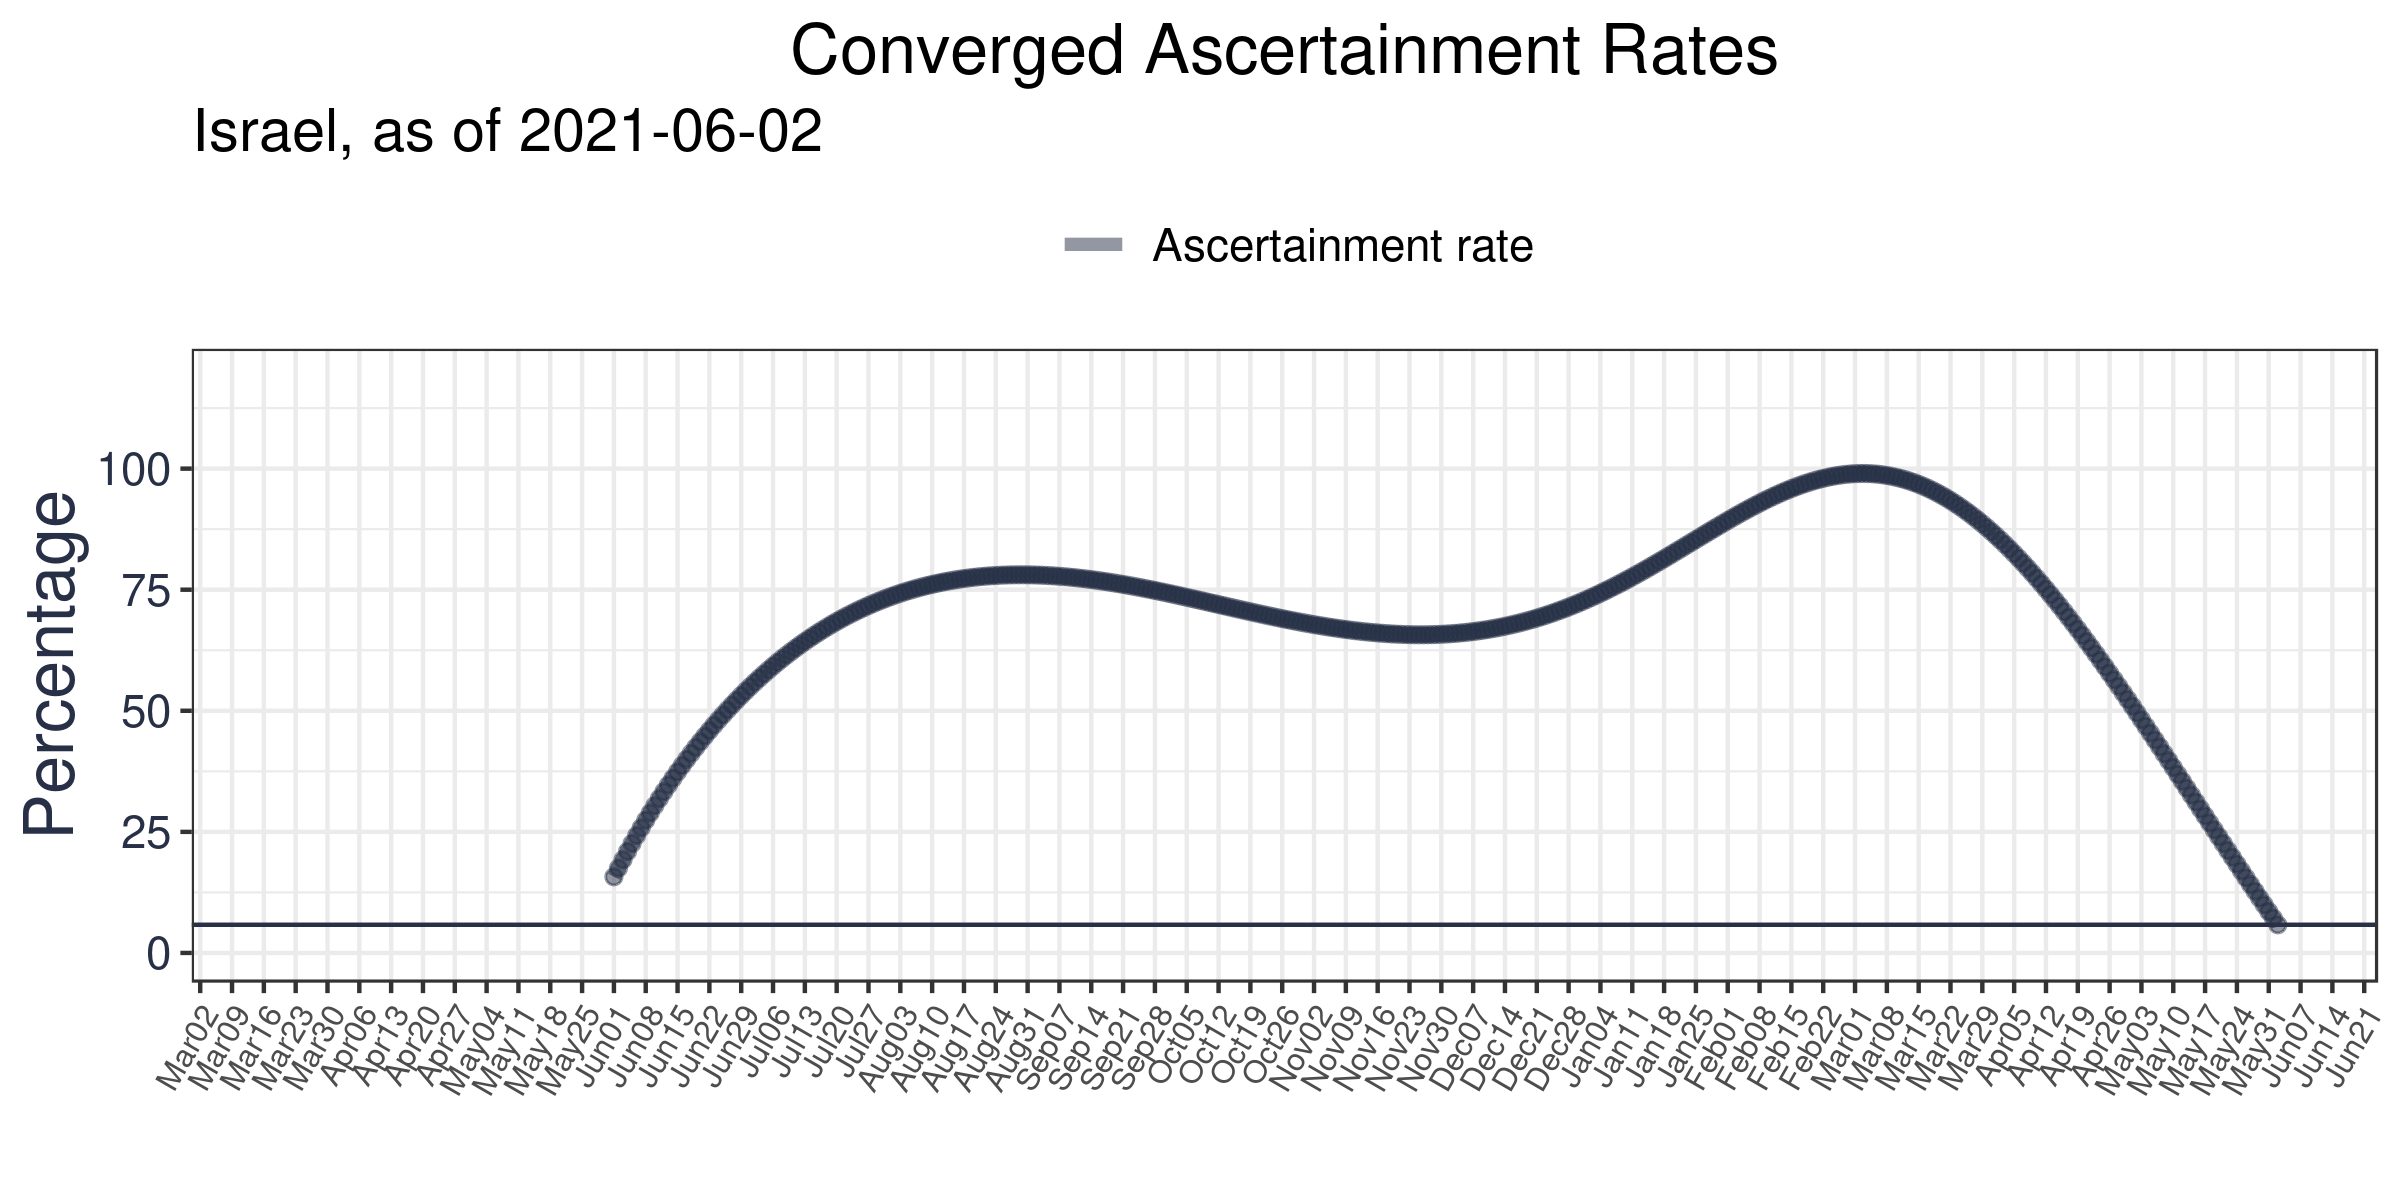 Converged Ascertainment Rates
Israel, as of 2021-06-02
Ascertainment rate
Percentage
100
75
50
25
0
Mar02 Mar09 Mar16 Mar23 Mar30 Apr06 Apr13 Apr20 Apr27 May04 May11 May18 May25 Jun01 Jun08 Jun15 Jun22 Jun29 Jul06 Jul13 Jul20 Jul27 Aug03 Aug10 Aug17 Aug24 Aug31 Sep07 Sep14 Sep21 Sep28 Oct05 Oct12 Oct19 Oct26 Nov02 Nov09 Nov16 Nov23 Nov30 Dec07 Dec14 Dec21 Dec28 Jan04 Jan11 Jan18 Jan25 Feb01 Feb08 Feb15 Feb22 Mar01 Mar08 Mar15 Mar22 Mar29 Apr05 Apr12 Apr19 Apr26 May03 May10 May17 May24 May31 Jun07 Jun14 Jun21